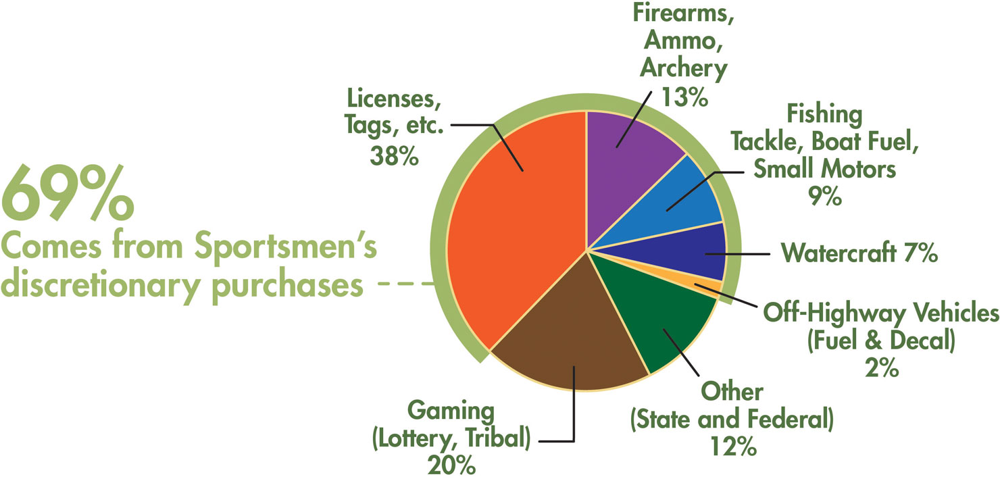 Firearms,
Ammo,
Archery
13%
Licenses,
Tags, etc.
38%
Fishing
Tackle, Boat Fuel,
Small Motors
9%
69%
Comes from Sportsmen’s
discretionary purchases
Watercraft 7%
Off-Highway Vehicles
(Fuel & Decal)
2%
Other
(State and Federal)
12%
Gaming
(Lottery, Tribal)
20%